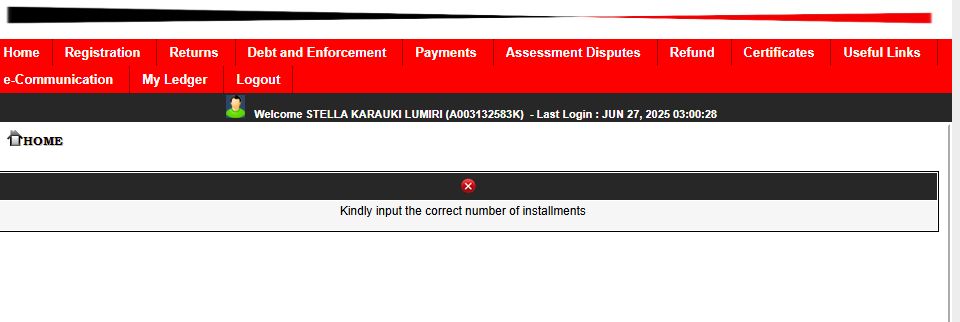 Home Registration Returns Debt and Enforcement Payments Assessment Disputes Refund Certificates Useful Links
e-Communication My Ledger Logout
Welcome STELLA KARAUKI LUMIRI (A003132583K) - Last Login : JUN 27, 2025 03:00:28
HOME
Kindly input the correct number of installments